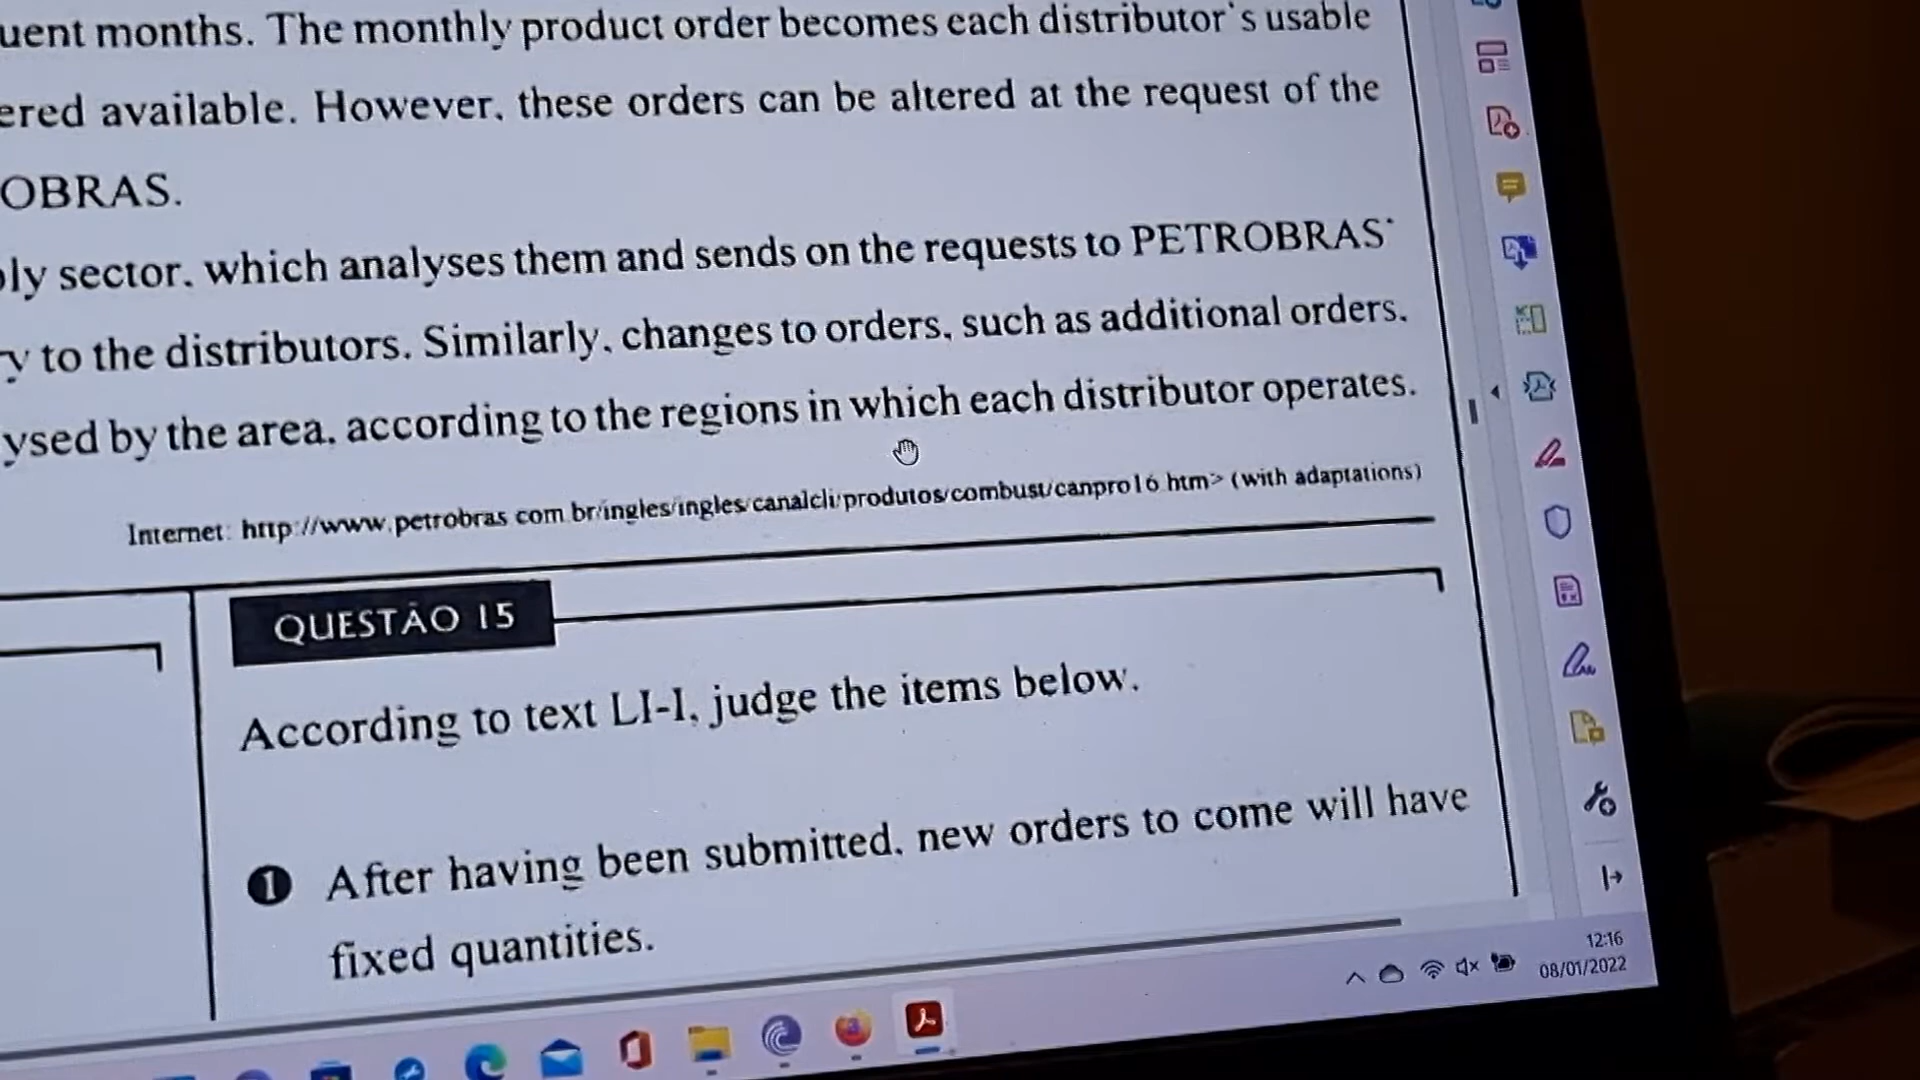 uent months. The monthly product order becomes each distributor's usable
ered available. However, these orders can be altered at the request of the
OBRAS.
ly sector, which analyses them and sends on the requests to PETROBRAS'
y to the distributors. Similarly, changes to orders, such as additional orders,
ysed by the area, according to the regions in which each distributor operates.
Internet: http://www.petrobras.com.br/ingles/ingles/canalcli/produtos/combust/canpro16.htm> (with adaptations)
QUESTÃO 15
According to text LI-I, judge the items below.
1 After having been submitted, new orders to come will have
fixed quantities.
12:16
08/01/2022